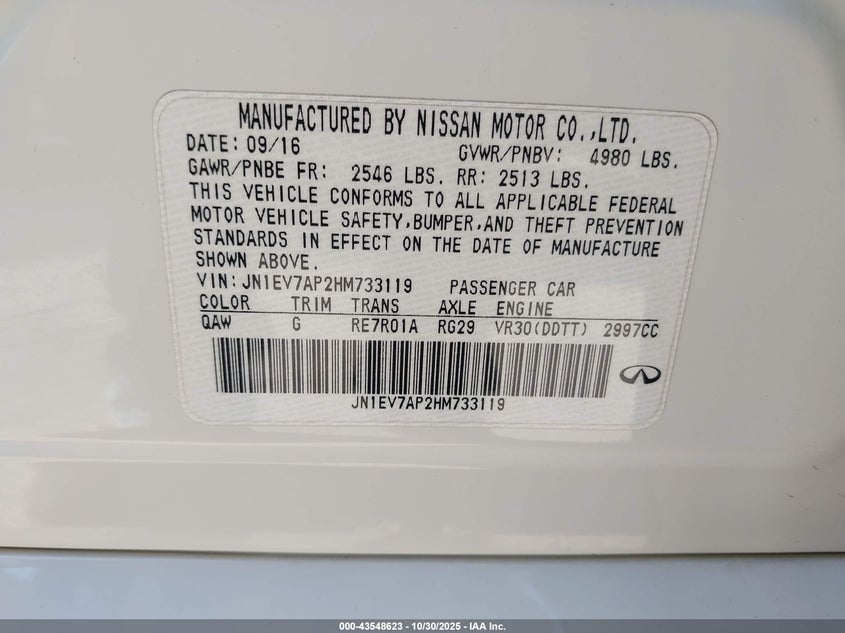 MANUFACTURED BY NISSAN MOTOR CO.,LTD.
DATE: 09/16 GVWR/PNBV: 4980 LBS.
GAWR/PNBE FR: 2546 LBS. RR: 2513 LBS.
THIS VEHICLE CONFORMS TO ALL APPLICABLE FEDERAL
MOTOR VEHICLE SAFETY,BUMPER,AND THEFT PREVENTION
STANDARDS IN EFFECT ON THE DATE OF MANUFACTURE
SHOWN ABOVE.
VIN:JN1EV7AP2HM733119 PASSENGER CAR
COLOR TRIM TRANS AXLE ENGINE
QAW G RE7R01A RG29 VR30(DDTT) 2997CC
JN1EV7AP2HM733119
000-43548623 - 10/30/2025 - IAA Inc.